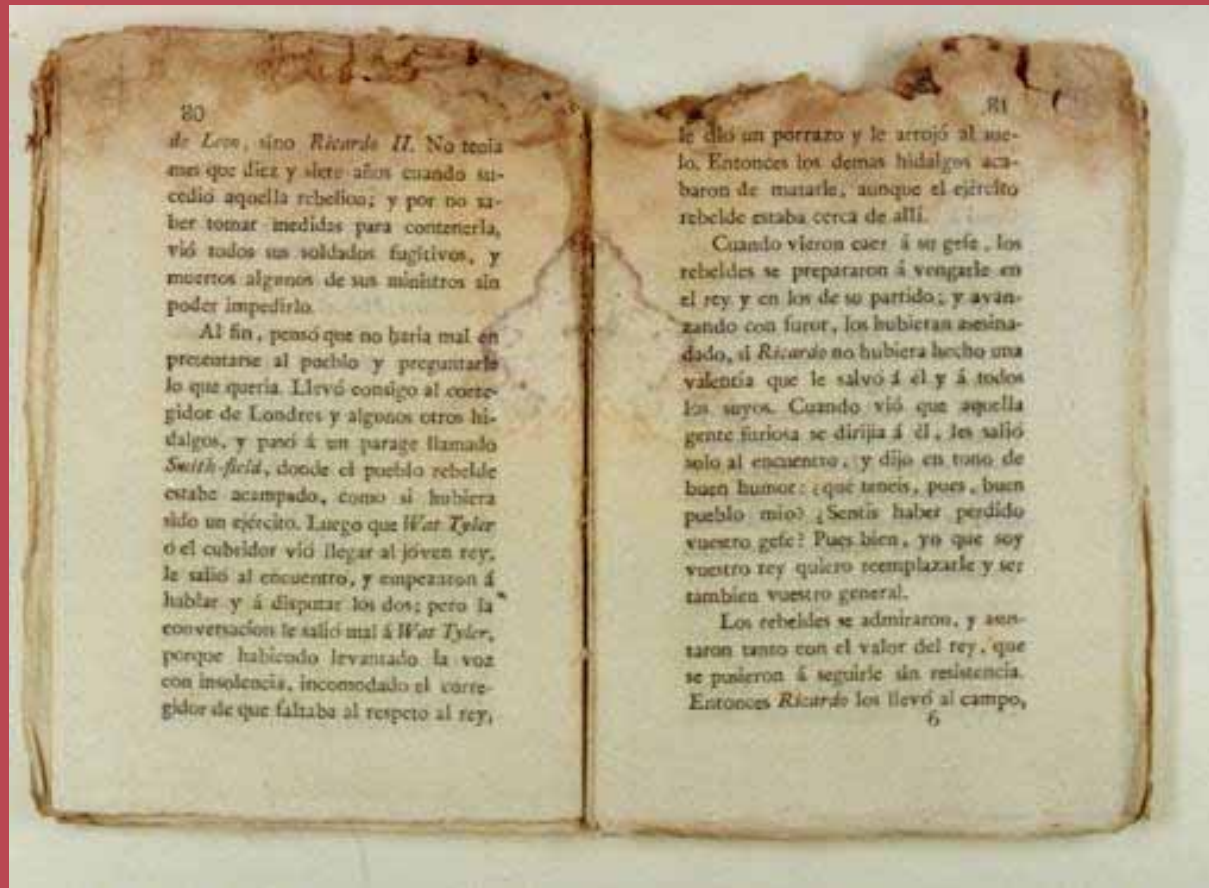 80
de Leon, sino Ricardo II. No tenia
mas que diez y siete años cuando su-
cedió aquella rebelion; y por no sa-
ber tomar medidas para contenerla,
vió todos sus soldados fugitivos, y
muertos algunos de sus ministros sin
poder impedirlo.
Al fin, pensó que no haria mal en
presentarse al pueblo y preguntarle
lo que queria. Llevó consigo al corre-
gidor de Londres y algunos otros hi-
dalgos, y pasó á un parage llamado
Smith-field, donde el pueblo rebelde
estaba acampado, como si hubiera
sido un ejército. Luego que Wat Tyler
ó el cubridor vió llegar al jóven rey,
le salió al encuentro, y empezaron á
hablar y á disputar los dos; pero la
conversacion le salió mal á Wat Tyler,
porque habiendo levantado la voz
con insolencia, incomodado el corre-
gidor de que faltaba al respeto al rey,
81
le dió un porrazo y le arrojó al sue-
lo. Entonces los demas hidalgos aca-
baron de matarle, aunque el ejército
rebelde estaba cerca de allí.
Cuando vieron caer á su gefe, los
rebeldes se prepararon á vengarle en
el rey y en los de su partido; y avan-
zando con furor, los hubieran asesina-
dado, si Ricardo no hubiera hecho una
valentía que le salvó á él y á todos
los suyos. Cuando vió que aquella
gente furiosa se dirijia á él, les salió
solo al encuentro, y dijo en tono de
buen humor: ¿qué teneis, pues, buen
pueblo mio? ¿Sentis haber perdido
vuestro gefe? Pues bien, yo que soy
vuestro rey quiero reemplazarle y ser
tambien vuestro general.
Los rebeldes se admiraron, y asus-
taron tanto con el valor del rey, que
se pusieron á seguirle sin resistencia.
Entonces Ricardo los llevó al campo,
6